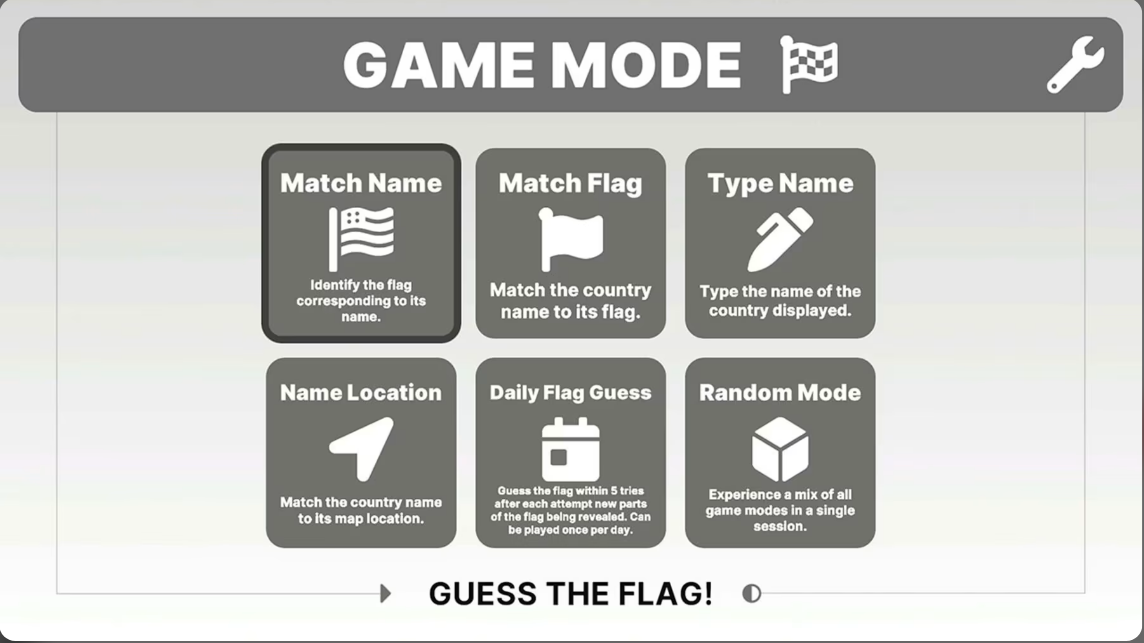 GAME MODE
Match Name
Identify the flag
corresponding to its
name.
Match Flag
Match the country
name to its flag.
Type Name
Type the name of the
country displayed.
Name Location
Match the country name
to its map location.
Daily Flag Guess
Guess the flag within 5 tries
after each attempt new parts
of the flag being revealed. Can
be played once per day.
Random Mode
Experience a mix of all
game modes in a single
session.
GUESS THE FLAG!